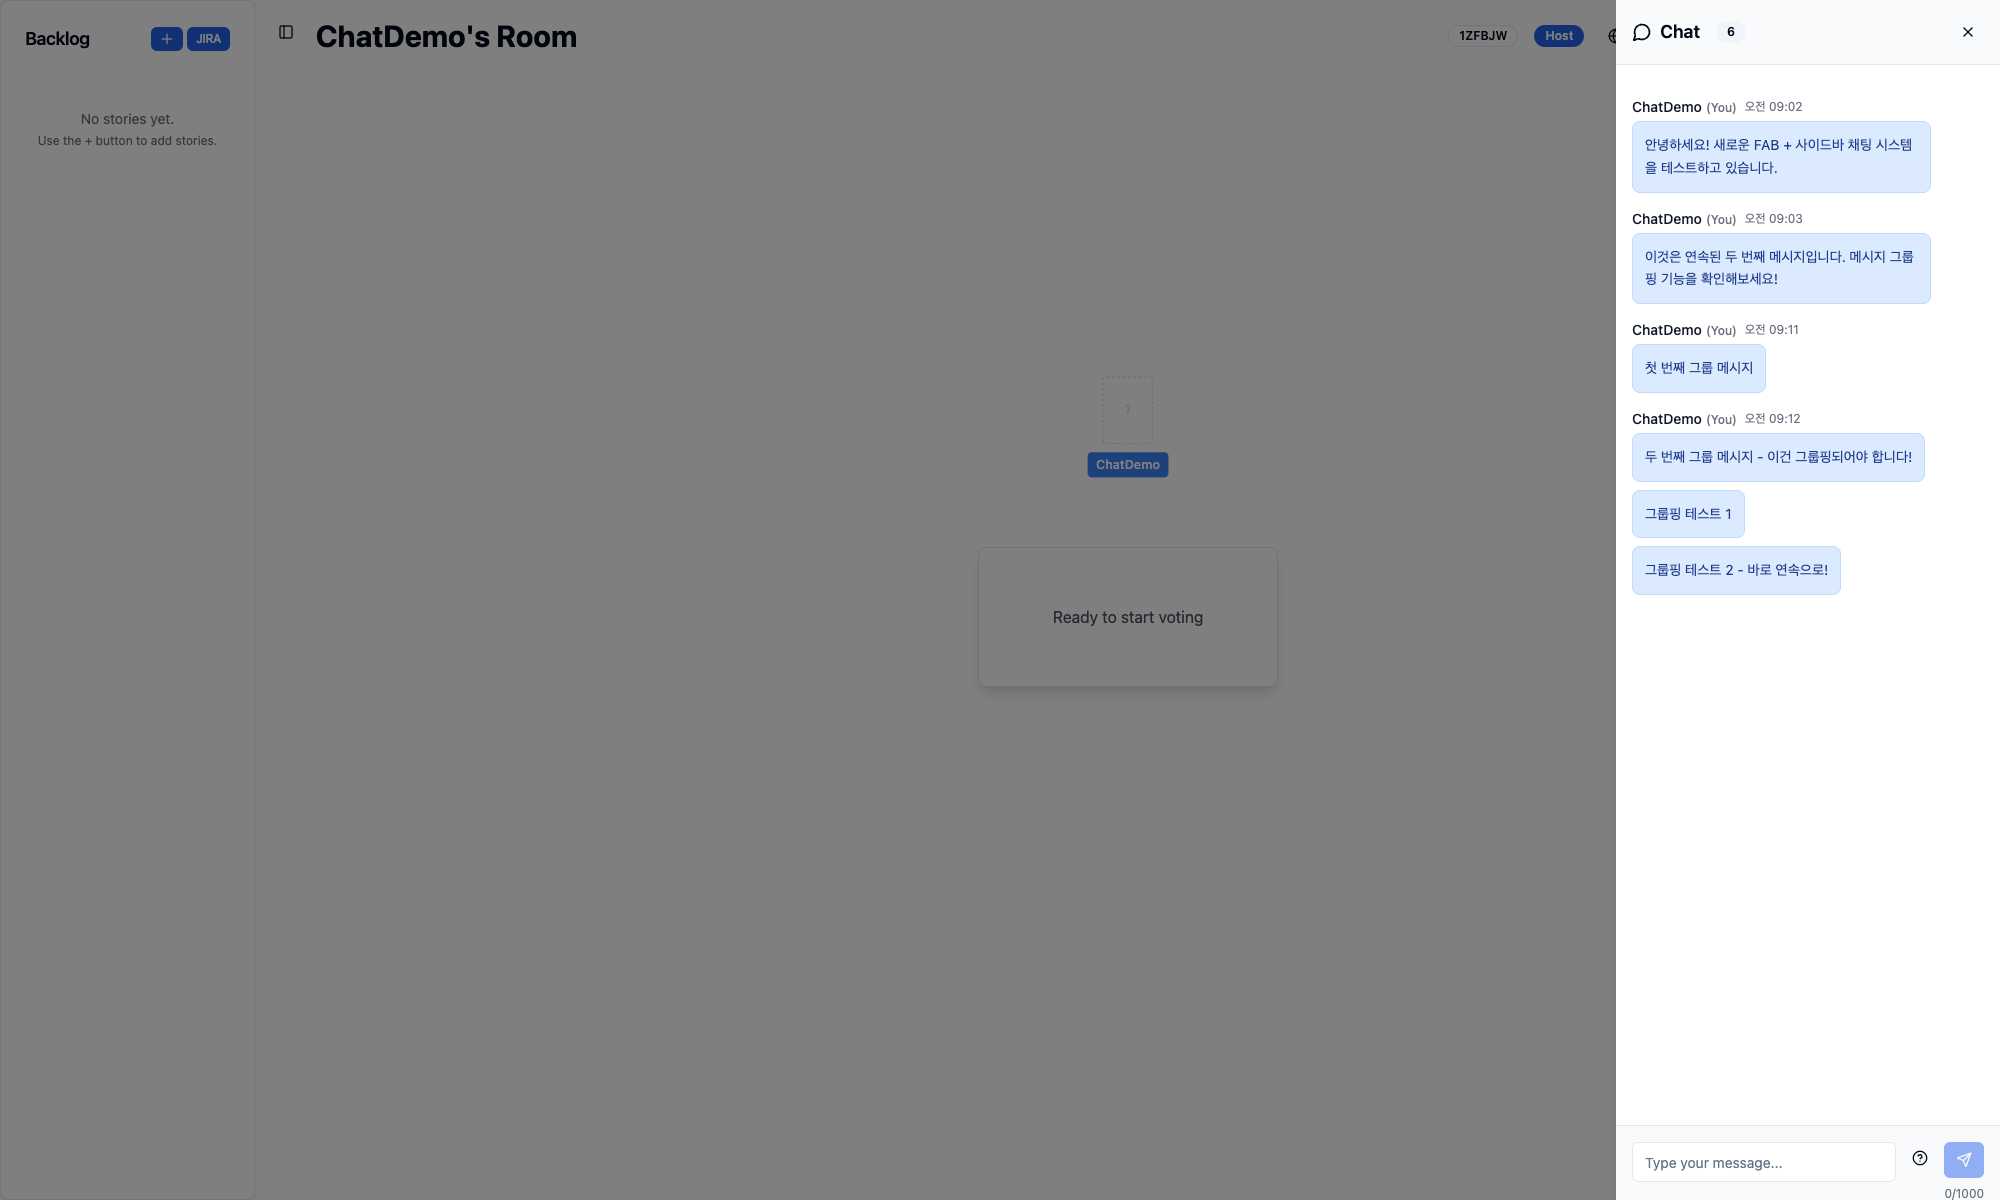 Backlog
JIRA
No stories yet.
Use the + button to add stories.
ChatDemo's Room
1ZFBJW
Host
?
ChatDemo
Ready to start voting
Chat
6
ChatDemo (You) 오전 09:02
안녕하세요! 새로운 FAB + 사이드바 채팅 시스템
을 테스트하고 있습니다.
ChatDemo (You) 오전 09:03
이것은 연속된 두 번째 메시지입니다. 메시지 그룹
핑 기능을 확인해보세요!
ChatDemo (You) 오전 09:11
첫 번째 그룹 메시지
ChatDemo (You) 오전 09:12
두 번째 그룹 메시지 - 이건 그룹핑되어야 합니다!
그룹핑 테스트 1
그룹핑 테스트 2 - 바로 연속으로!
Type your message...
0/1000